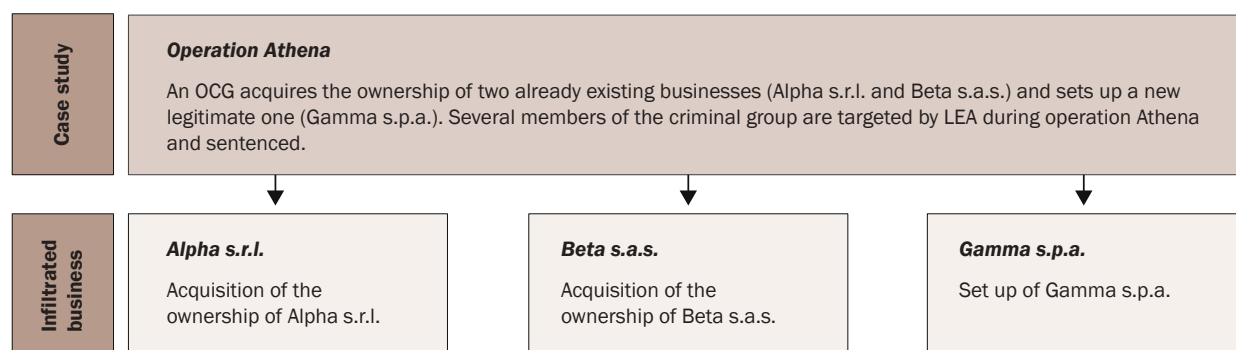 Case study
Operation Athena
An OCG acquires the ownership of two already existing businesses (Alpha s.r.l. and Beta s.a.s.) and sets up a new
legitimate one (Gamma s.p.a.). Several members of the criminal group are targeted by LEA during operation Athena
and sentenced.
Infiltrated
business
Alpha s.r.l.
Acquisition of the
ownership of Alpha s.r.l.
Beta s.a.s.
Acquisition of the
ownership of Beta s.a.s.
Gamma s.p.a.
Set up of Gamma s.p.a.